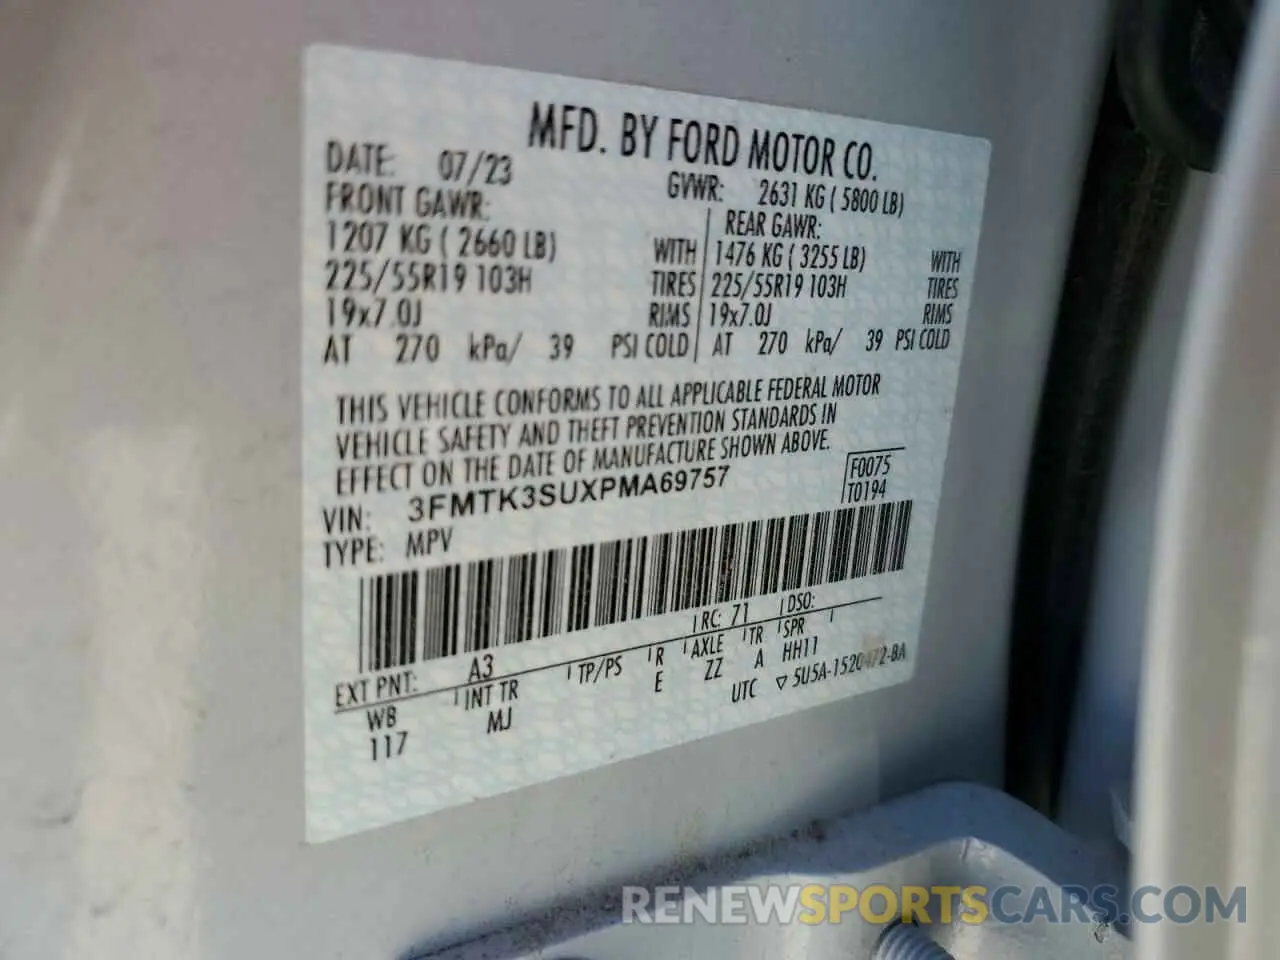 MFD. BY FORD MOTOR CO.
DATE: 07/23 GVWR: 2631 KG ( 5800 LB)
FRONT GAWR: REAR GAWR:
1207 KG ( 2660 LB) WITH 1476 KG ( 3255 LB) WITH
225/55R19 103H TIRES 225/55R19 103H TIRES
19x7.0J RIMS 19x7.0J RIMS
AT 270 kPa/ 39 PSI COLD AT 270 kPa/ 39 PSI COLD
THIS VEHICLE CONFORMS TO ALL APPLICABLE FEDERAL MOTOR
VEHICLE SAFETY AND THEFT PREVENTION STANDARDS IN
EFFECT ON THE DATE OF MANUFACTURE SHOWN ABOVE.
VIN: 3FMTK3SUXPMA69757 F0075
TYPE: MPV T0194
EXT PNT: A3 RC: 71 DSO:
WB INT TR TP/PS R AXLE TR SPR
117 MJ E ZZ A HH11
UTC ▽ 5U5A-1520472-BA
RENEWSPORTSCARS.COM